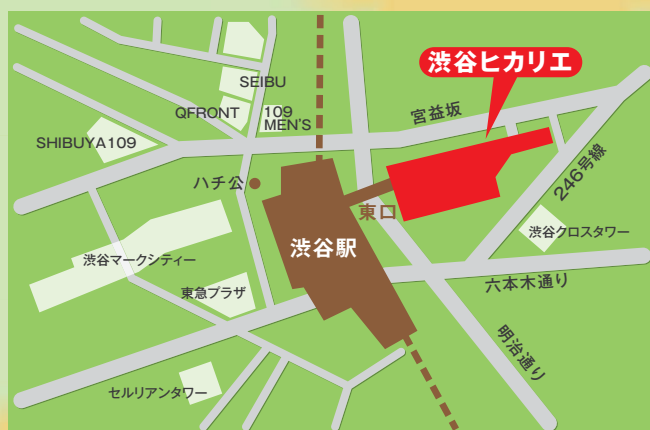 渋谷ヒカリエ
SEIBU
QFRONT
109
MEN'S
宮益坂
SHIBUYA109
246号線
ハチ公
東口
渋谷クロスタワー
渋谷駅
渋谷マークシティー
六本木通り
東急プラザ
明治通り
セルリアンタワー